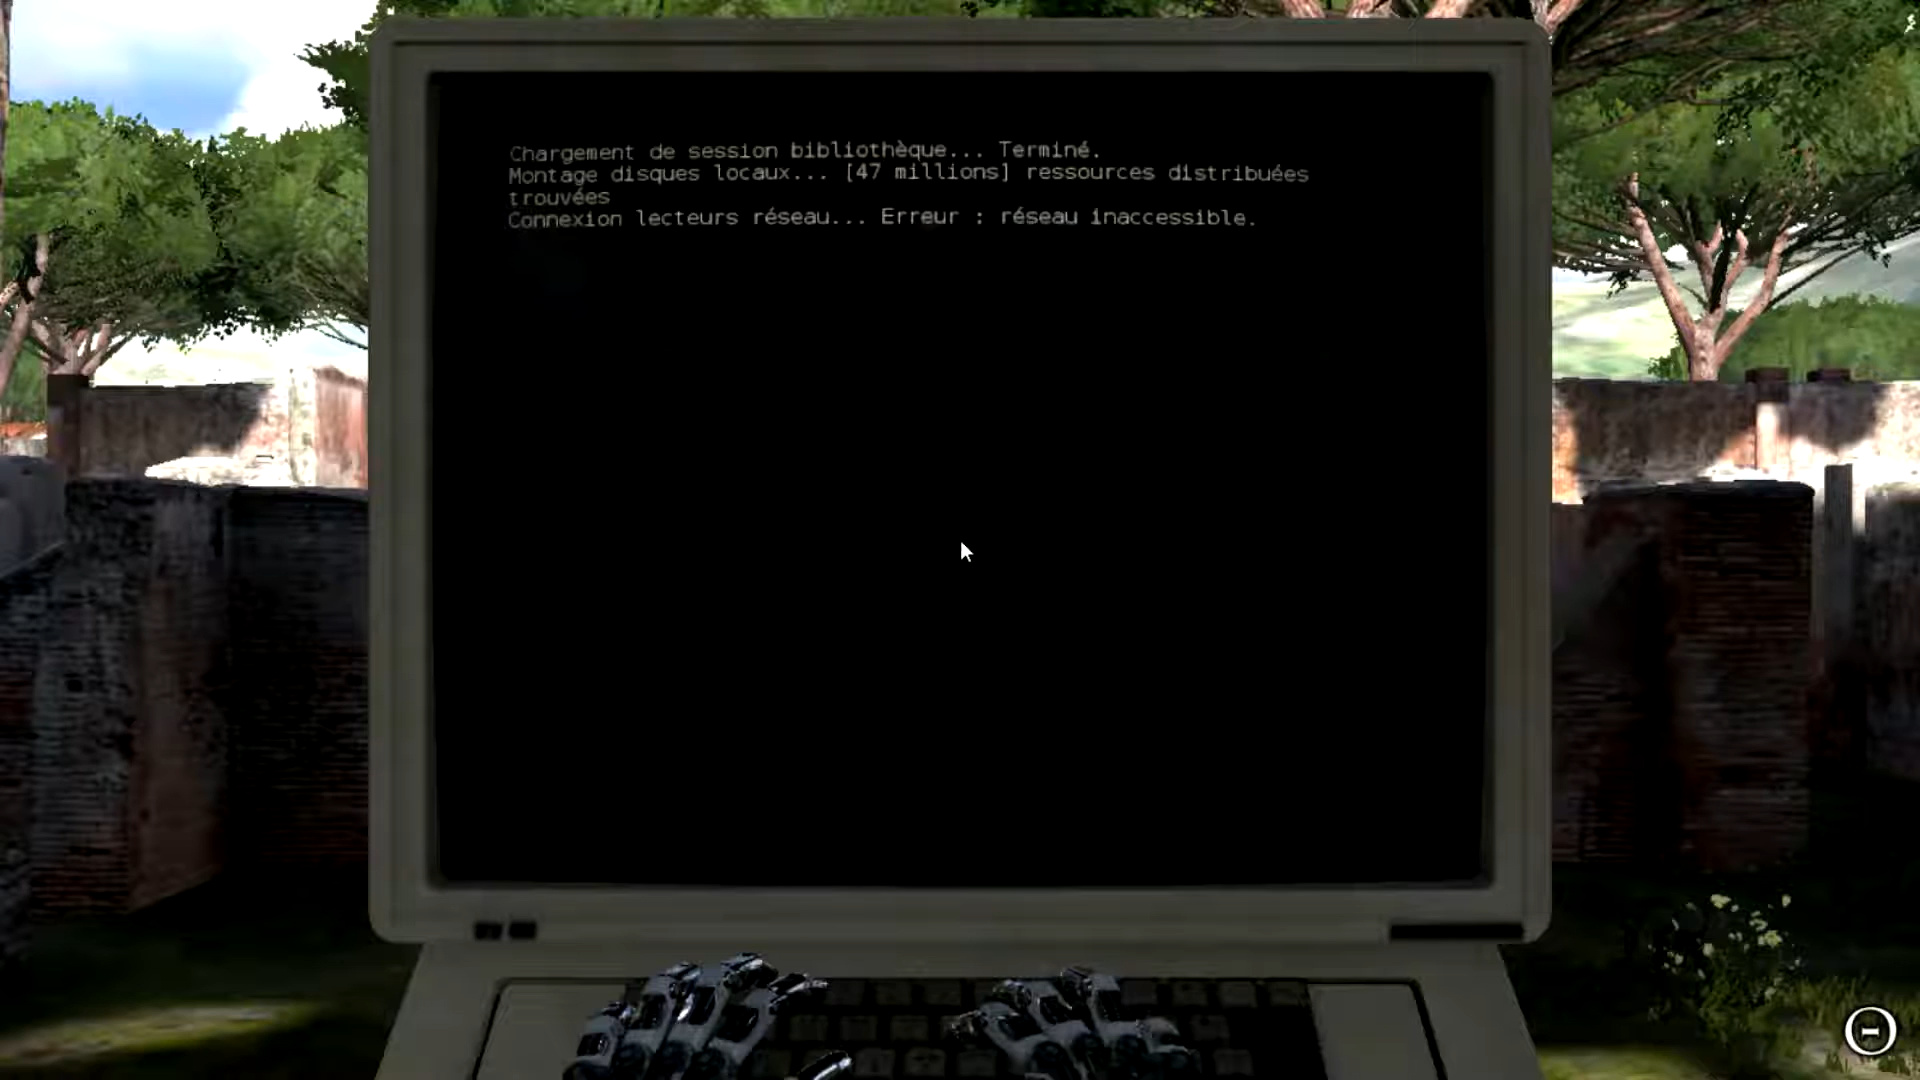 Chargement de session bibliothèque... Terminé.
Montage disques locaux... [47 millions] ressources distribuées
trouvées
Connexion lecteurs réseau... Erreur : réseau inaccessible.